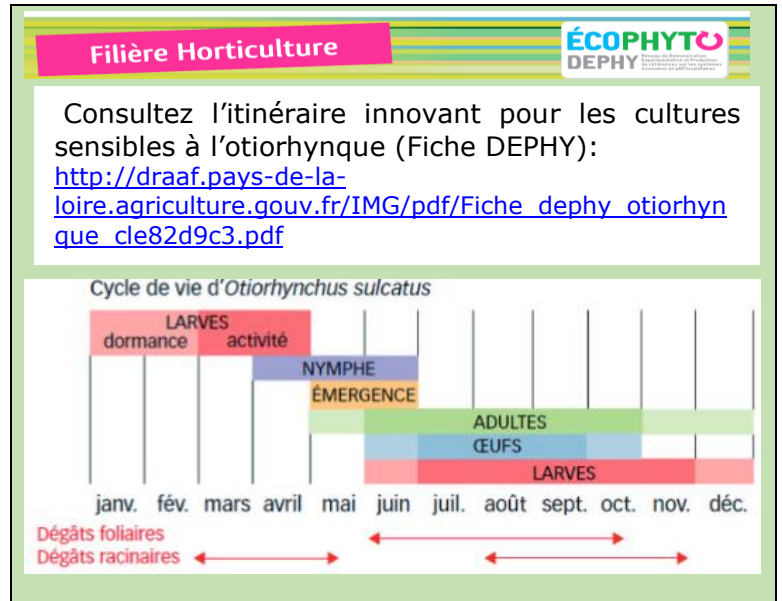 Filière Horticulture
ÉCOPHYTO
DEPHY
Consultez l'itinéraire innovant pour les cultures
sensibles à l'otiorhynque (Fiche DEPHY):
http://draaf.pays-de-la-
loire.agriculture.gouv.fr/IMG/pdf/Fiche_dephy_otiorhyn
que_cle82d9c3.pdf
Cycle de vie d'Otiorhynchus sulcatus
LARVES
dormance activité
NYMPHE
ÉMERGENCE
ADULTES
ŒUFS
LARVES
janv. fév. mars avril mai juin juil. août sept. oct. nov. déc.
Dégâts foliaires
Dégâts racinaires